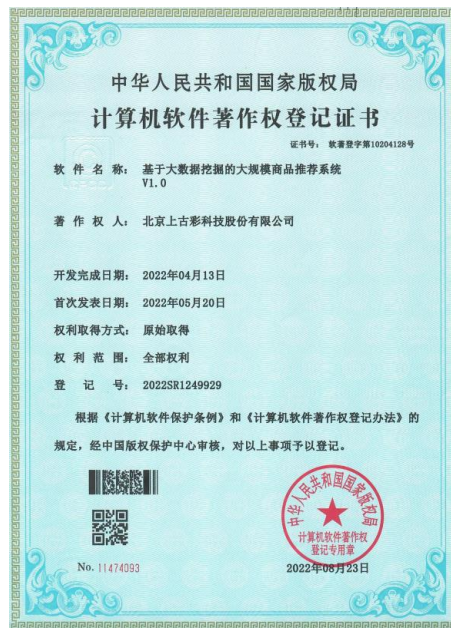 中华人民共和国国家版权局
计算机软件著作权登记证书
证书号： 软著登字第10204128号
软 件 名 称： 基于大数据挖掘的大规模商品推荐系统
V1.0
著 作 权 人： 北京上古彩科技股份有限公司
开发完成日期： 2022年04月13日
首次发表日期： 2022年05月20日
权利取得方式： 原始取得
权 利 范 围： 全部权利
登 记 号： 2022SR1249929
根据《计算机软件保护条例》和《计算机软件著作权登记办法》的
规定，经中国版权保护中心审核，对以上事项予以登记。
中华人民共和国国家版权局
计算机软件著作权
登记专用章
No. 11474093
2022年08月23日